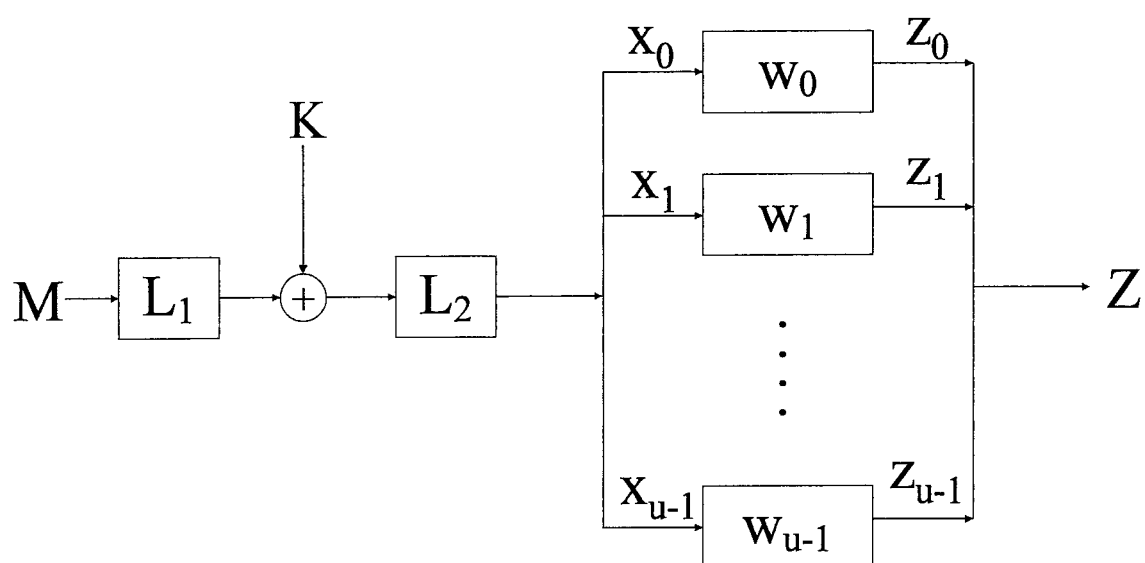 x₀ w₀ z₀
K
x₁ w₁ z₁
M L₁ + L₂ Z
xᵤ₋₁ wᵤ₋₁ zᵤ₋₁